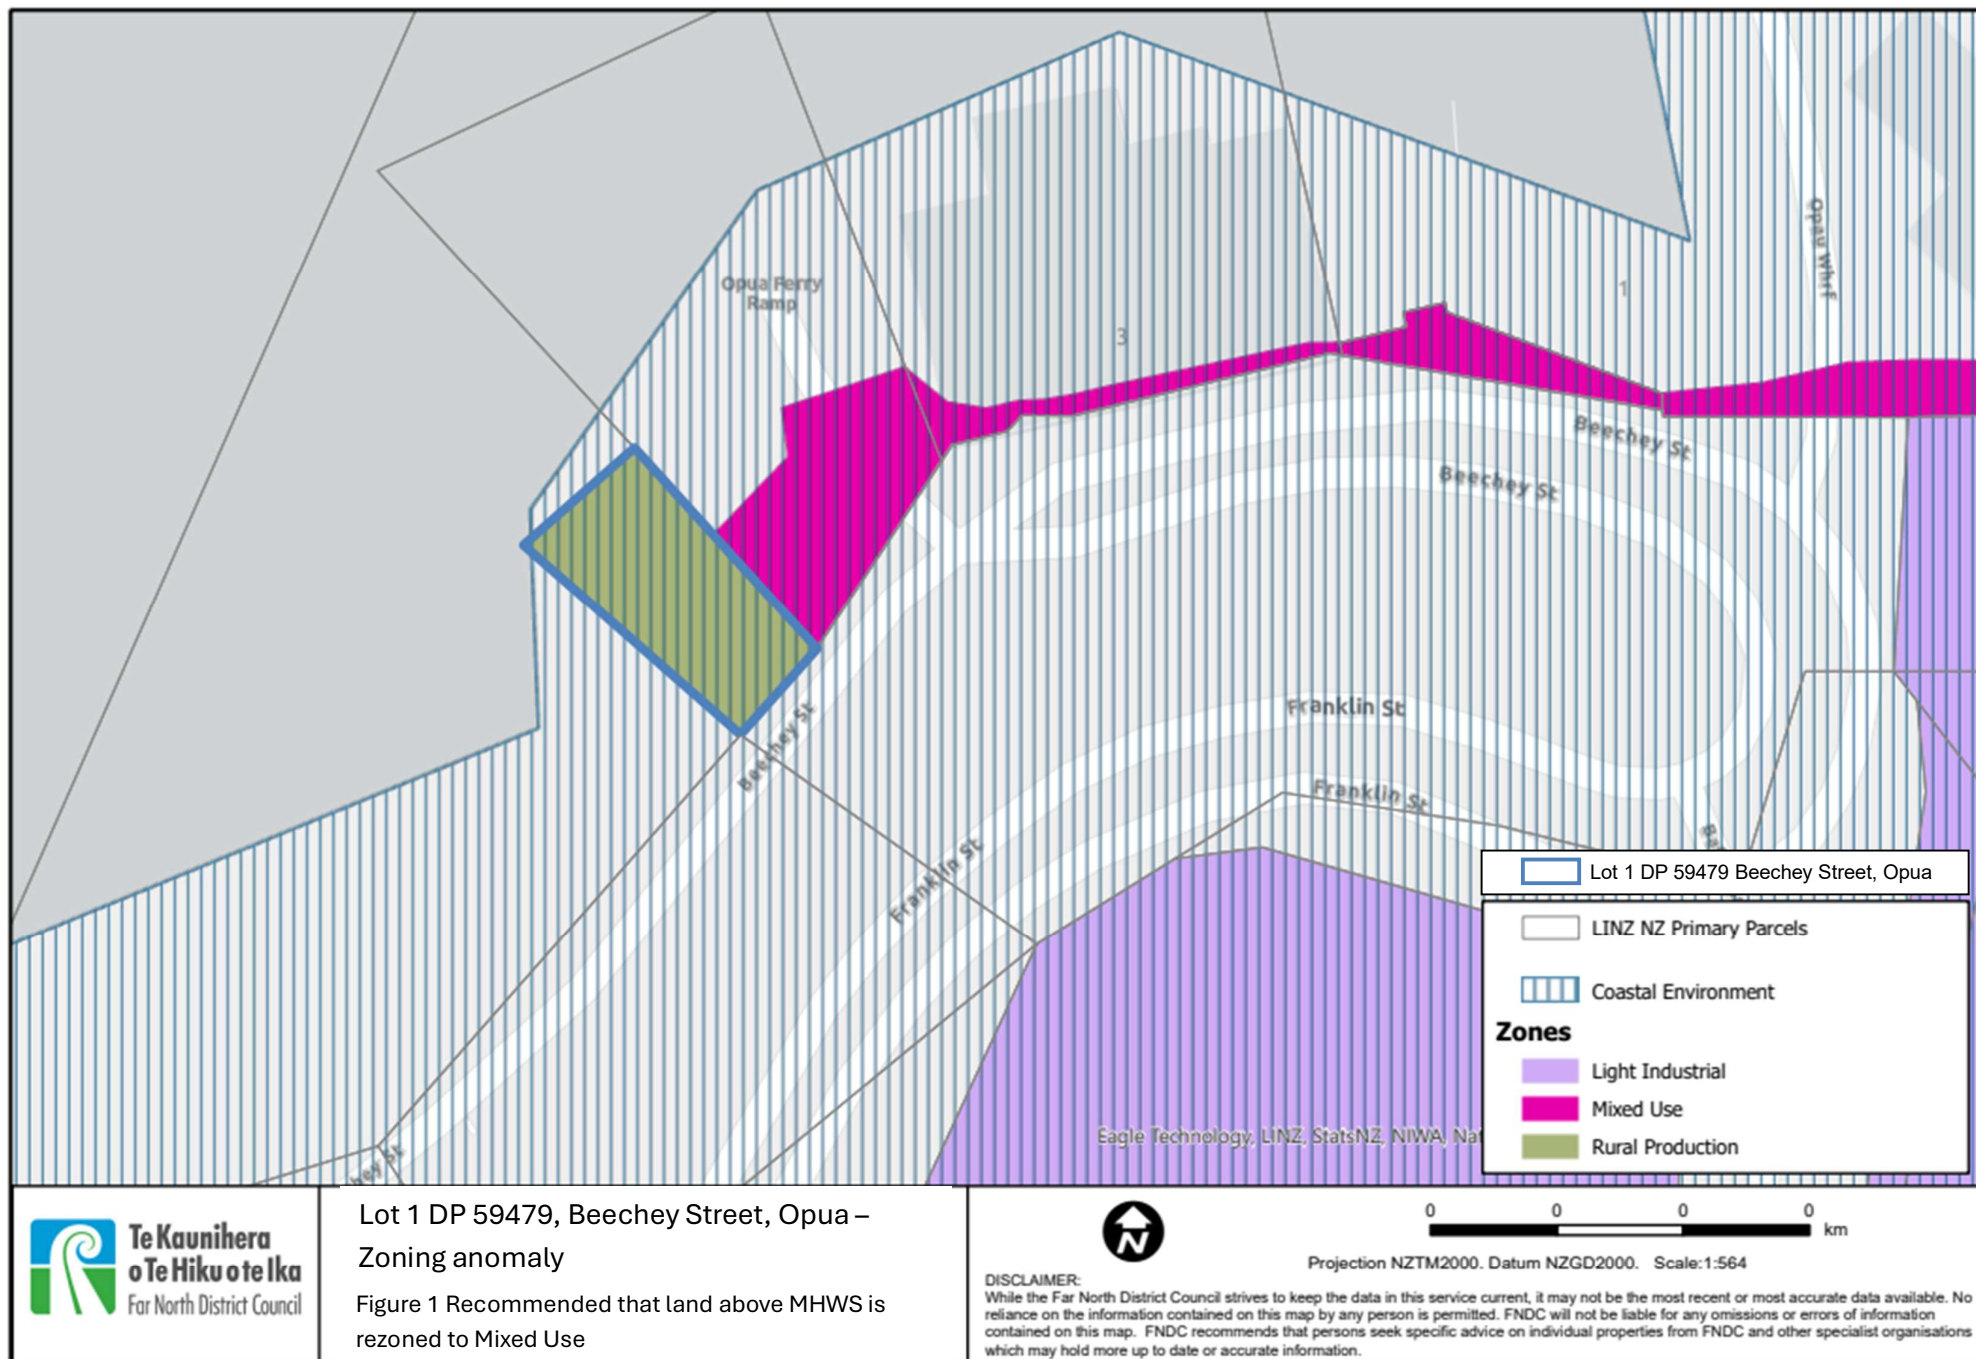 Opua Ferry
Ramp
3
1
Opau Whrf
Beechey St
Beechey St
Franklin St
Franklin St
Beechey St
Franklin St
hey St
Lot 1 DP 59479 Beechey Street, Opua
LINZ NZ Primary Parcels
Coastal Environment
Zones
Light Industrial
Mixed Use
Rural Production
Eagle Technology, LINZ, StatsNZ, NIWA, Nat
Te Kaunihera
o Te Hiku o te Ika
Far North District Council
Lot 1 DP 59479, Beechey Street, Opua –
Zoning anomaly
Figure 1 Recommended that land above MHWS is
rezoned to Mixed Use
N
0 0 0 0
km
Projection NZTM2000. Datum NZGD2000. Scale:1:564
DISCLAIMER:
While the Far North District Council strives to keep the data in this service current, it may not be the most recent or most accurate data available. No
reliance on the information contained on this map by any person is permitted. FNDC will not be liable for any omissions or errors of information
contained on this map. FNDC recommends that persons seek specific advice on individual properties from FNDC and other specialist organisations
which may hold more up to date or accurate information.